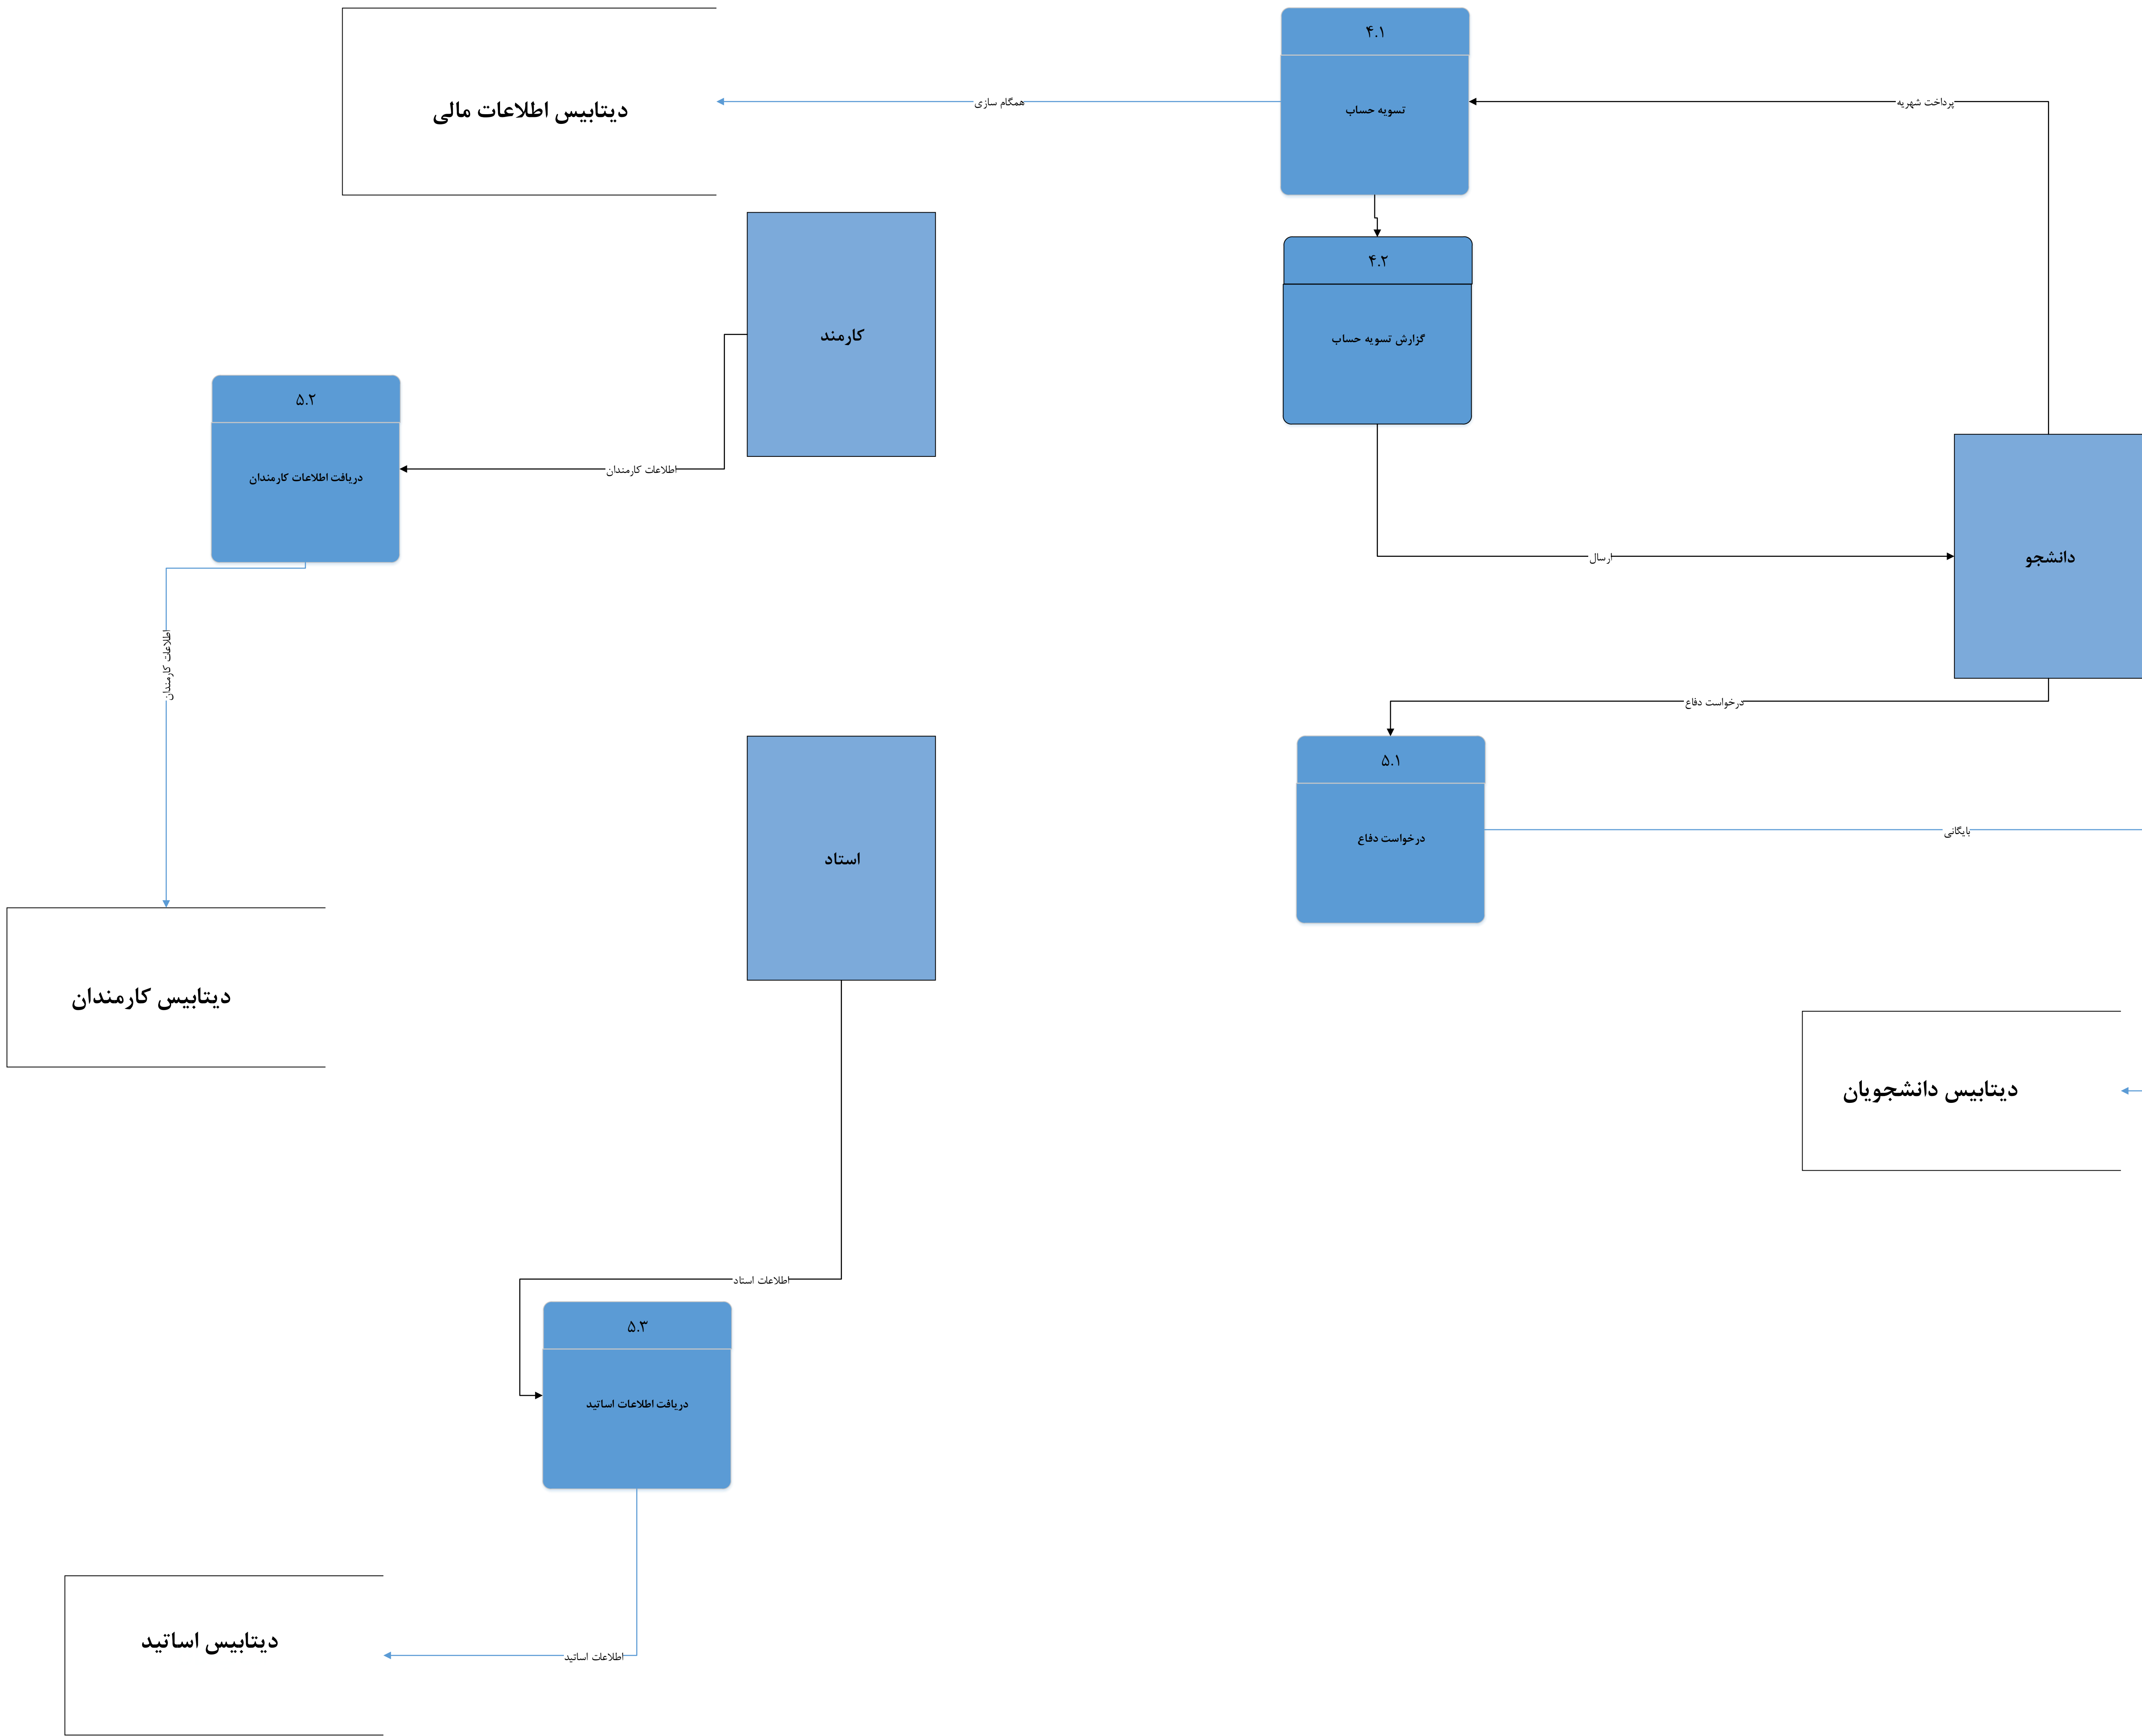 ۴.۱
تسویه حساب
پرداخت شهریه
همگام سازی
دیتابیس اطلاعات مالی
۴.۲
گزارش تسویه حساب
کارمند
۵.۲
دریافت اطلاعات کارمندان
اطلاعات کارمندان
ارسال
دانشجو
اطلاعات کارمندان
درخواست دفاع
۵.۱
درخواست دفاع
بایگانی
استاد
دیتابیس کارمندان
دیتابیس دانشجویان
اطلاعات استاد
۵.۳
دریافت اطلاعات اساتید
دیتابیس اساتید
اطلاعات اساتید